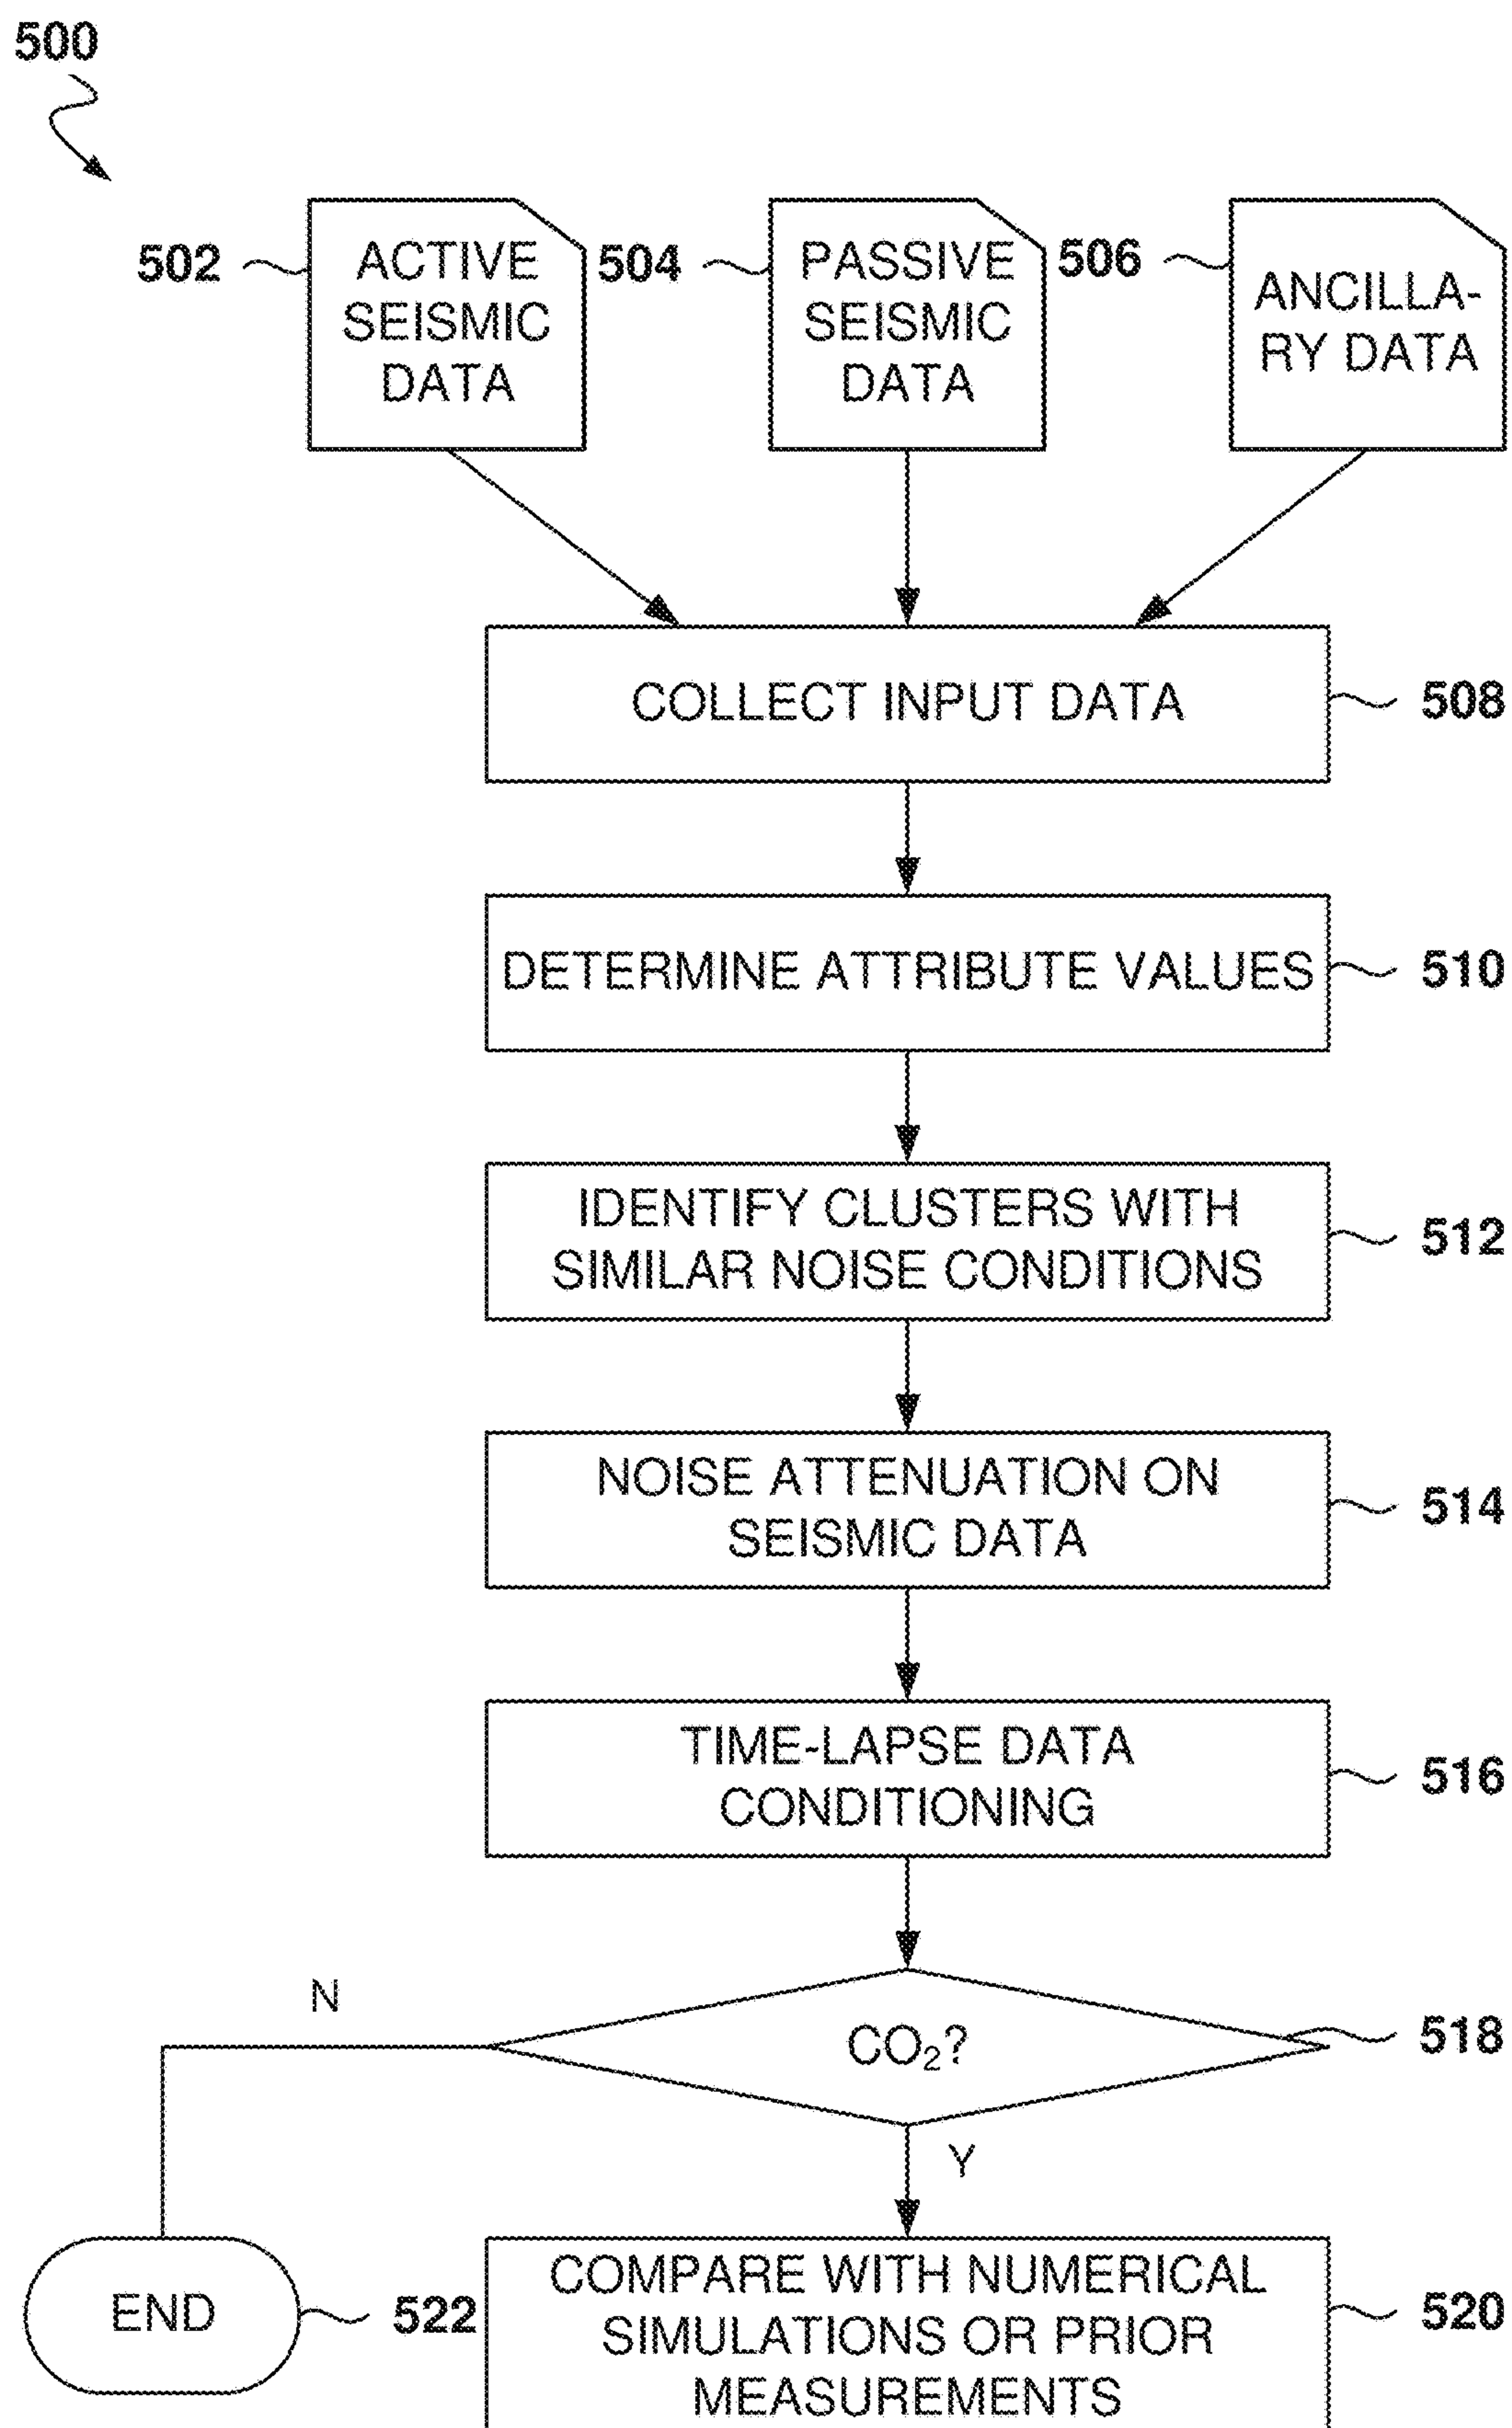 500
502
ACTIVE
SEISMIC
DATA
504
PASSIVE
SEISMIC
DATA
506
ANCILLA-
RY DATA
COLLECT INPUT DATA
508
DETERMINE ATTRIBUTE VALUES
510
IDENTIFY CLUSTERS WITH
SIMILAR NOISE CONDITIONS
512
NOISE ATTENUATION ON
SEISMIC DATA
514
TIME-LAPSE DATA
CONDITIONING
516
N
CO₂?
518
Y
END
522
COMPARE WITH NUMERICAL
SIMULATIONS OR PRIOR
MEASUREMENTS
520